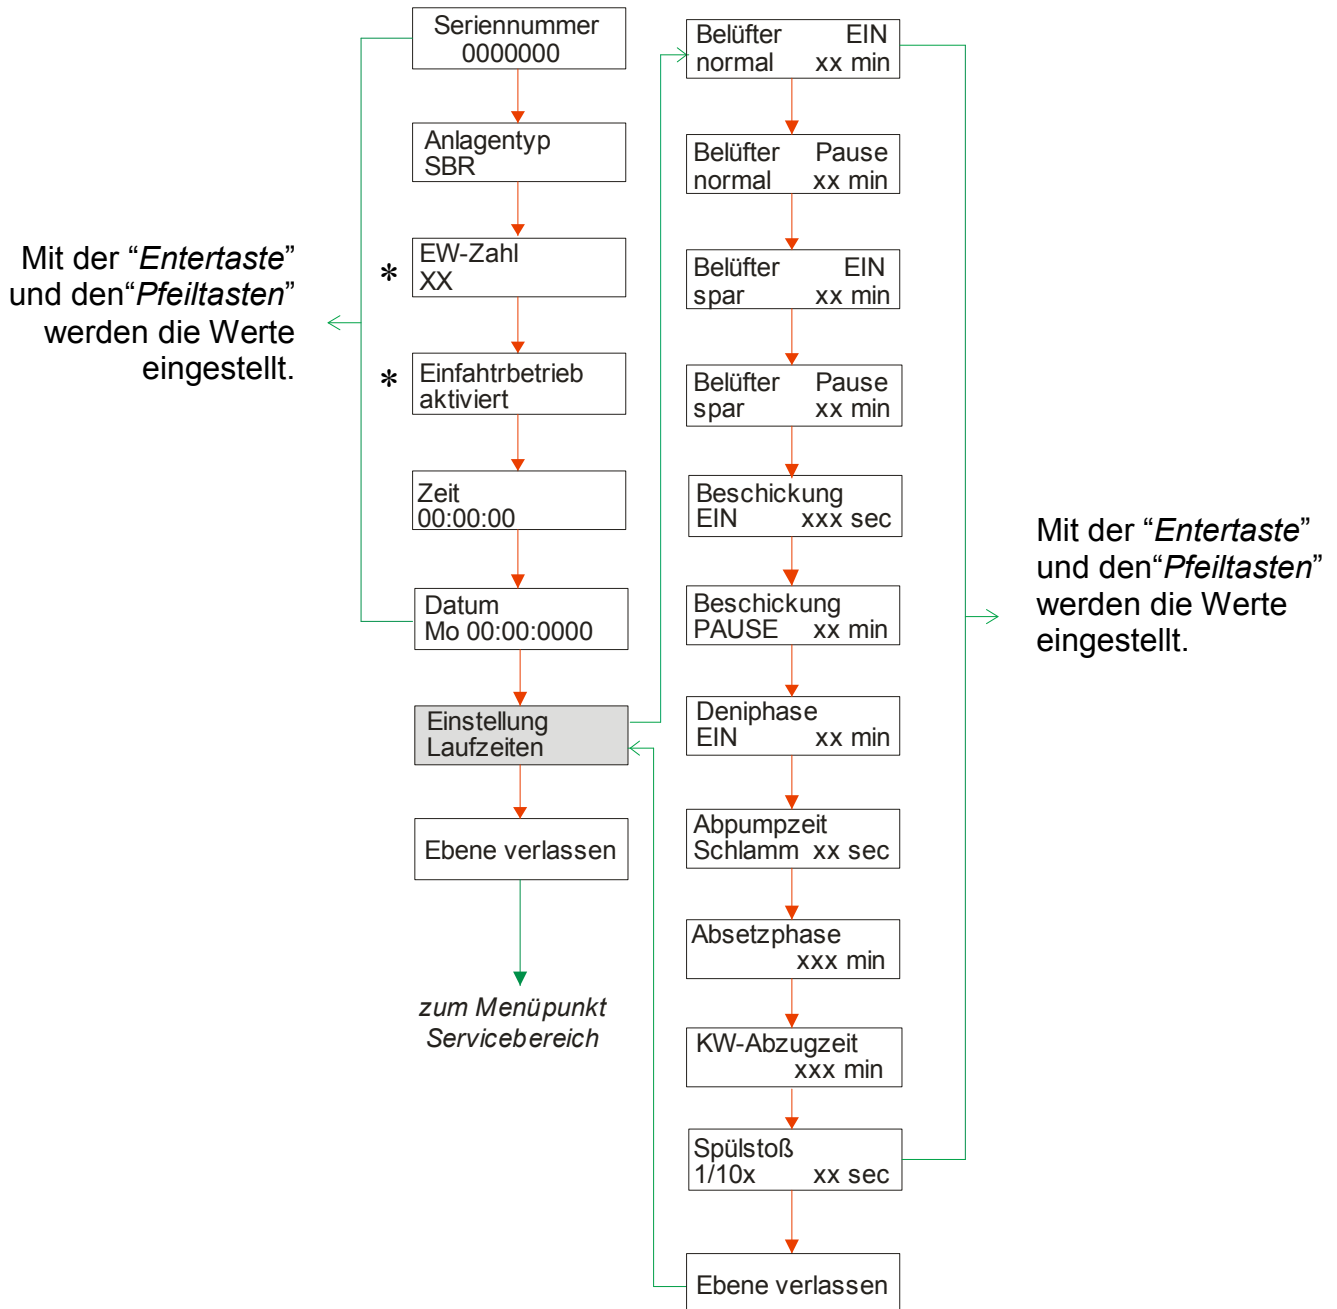 Mit der “Entertaste”
und den“Pfeiltasten”
werden die Werte
eingestellt.
Seriennummer
0000000
Anlagentyp
SBR
*
EW-Zahl
XX
*
Einfahtrbetrieb
aktiviert
Zeit
00:00:00
Datum
Mo 00:00:0000
Einstellung
Laufzeiten
Ebene verlassen
zum Menüpunkt
Servicebereich
Belüfter EIN
normal xx min
Belüfter Pause
normal xx min
Belüfter EIN
spar xx min
Belüfter Pause
spar xx min
Beschickung
EIN xxx sec
Beschickung
PAUSE xx min
Deniphase
EIN xx min
Abpumpzeit
Schlamm xx sec
Absetzphase
xxx min
KW-Abzugzeit
xxx min
Spülstoß
1/10x xx sec
Ebene verlassen
Mit der “Entertaste”
und den“Pfeiltasten”
werden die Werte
eingestellt.